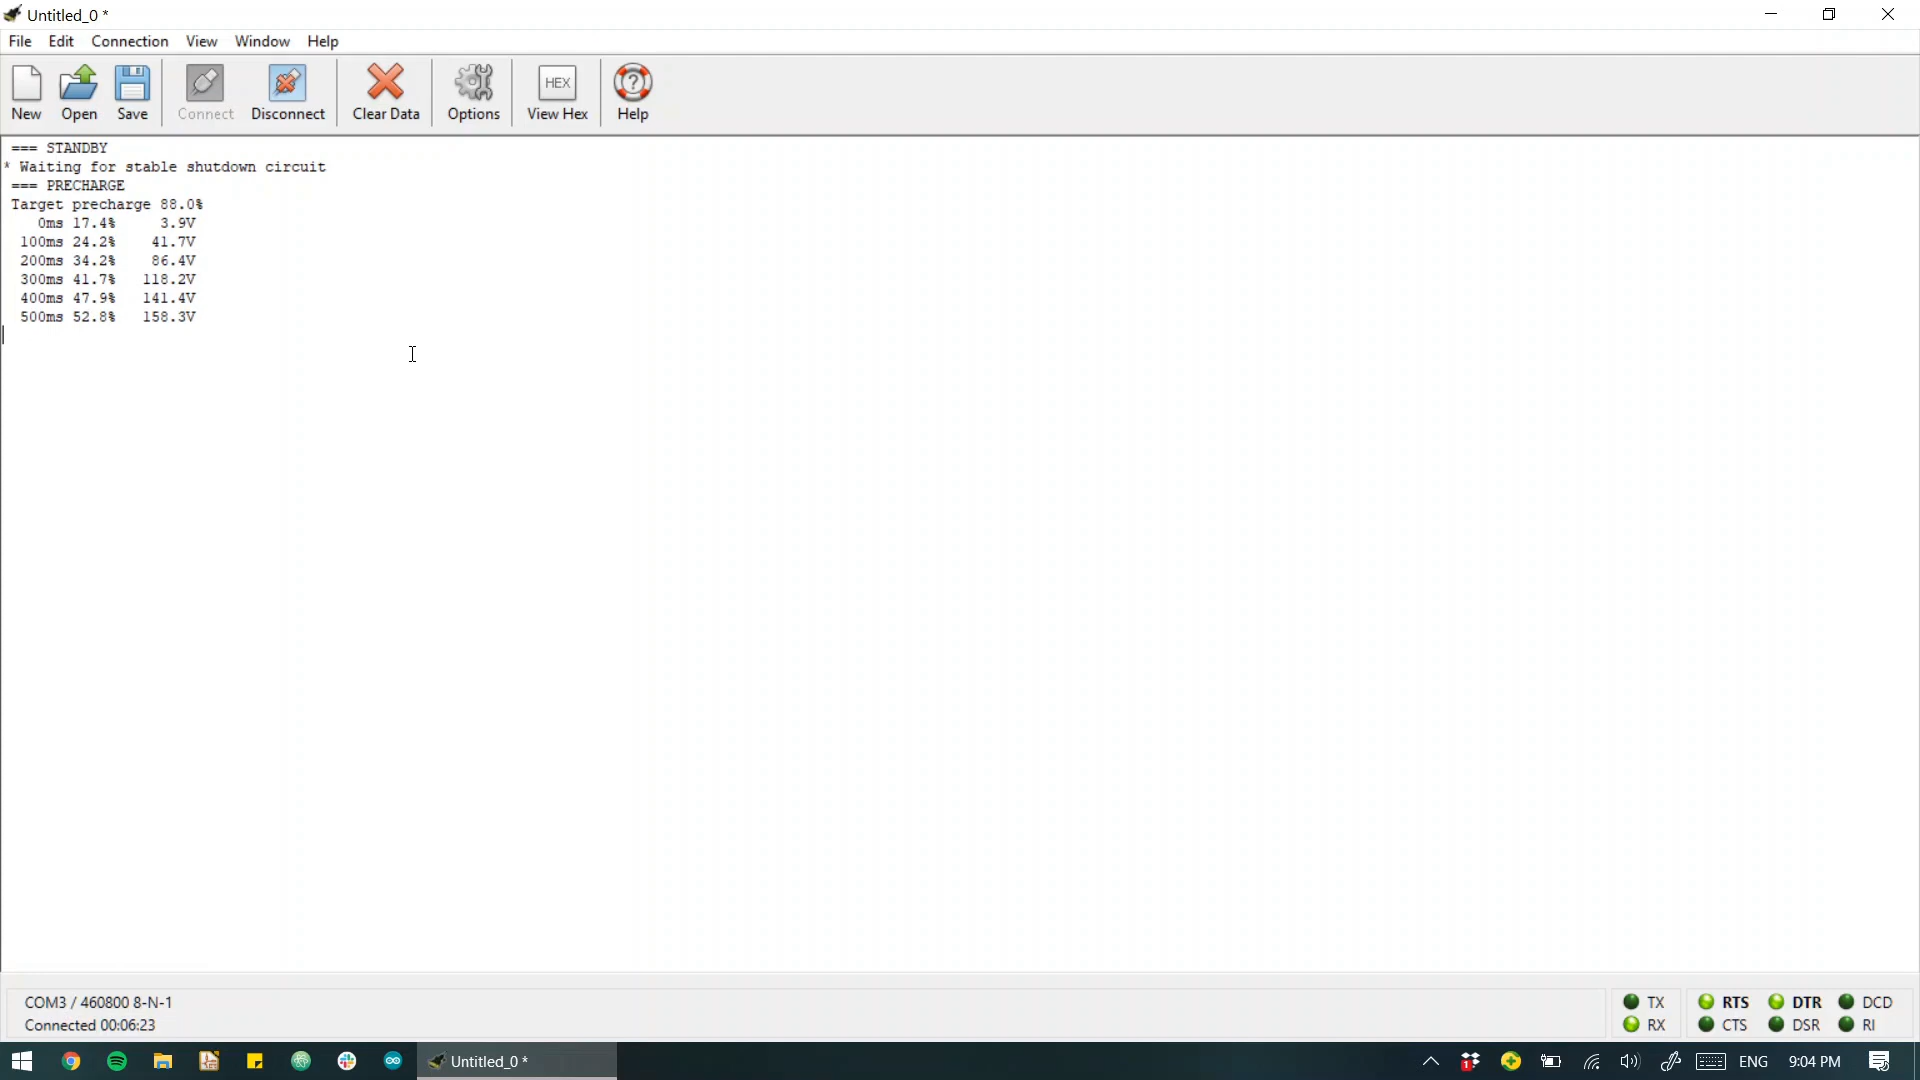 Untitled_0 *
File Edit Connection View Window Help
HEX
New Open Save Connect Disconnect Clear Data Options View Hex Help
=== STANDBY
* Waiting for stable shutdown circuit
=== PRECHARGE
Target precharge 88.0%
0ms 17.4% 3.9V
100ms 24.2% 41.7V
200ms 34.2% 86.4V
300ms 41.7% 118.2V
400ms 47.9% 141.4V
500ms 52.8% 158.3V
COM3 / 460800 8-N-1
Connected 00:06:23
TX RTS DTR DCD
RX CTS DSR RI
Untitled_0 * 1 ENG 9:04 PM